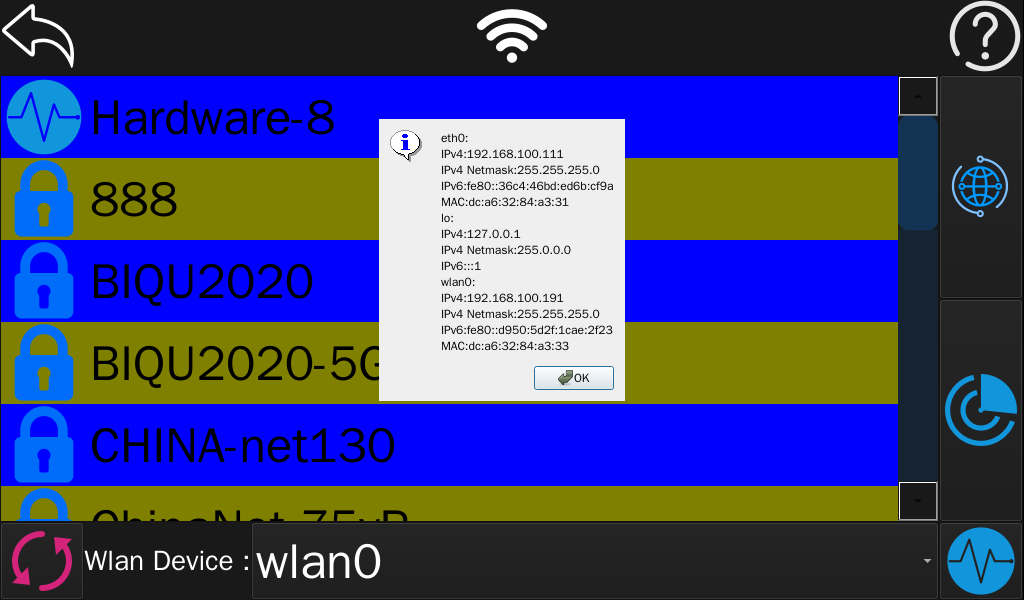 Hardware-8
888
BIQU2020
BIQU2020-5G
CHINA-net130
eth0:
IPv4:192.168.100.111
IPv4 Netmask:255.255.255.0
IPv6:fe80::36c4:46bd:ed6b:cf9a
MAC:dc:a6:32:84:a3:31
lo:
IPv4:127.0.0.1
IPv4 Netmask:255.0.0.0
IPv6:::1
wlan0:
IPv4:192.168.100.191
IPv4 Netmask:255.255.255.0
IPv6:fe80::d950:5d2f:1cae:2f23
MAC:dc:a6:32:84:a3:33
OK
Wlan Device :
wlan0